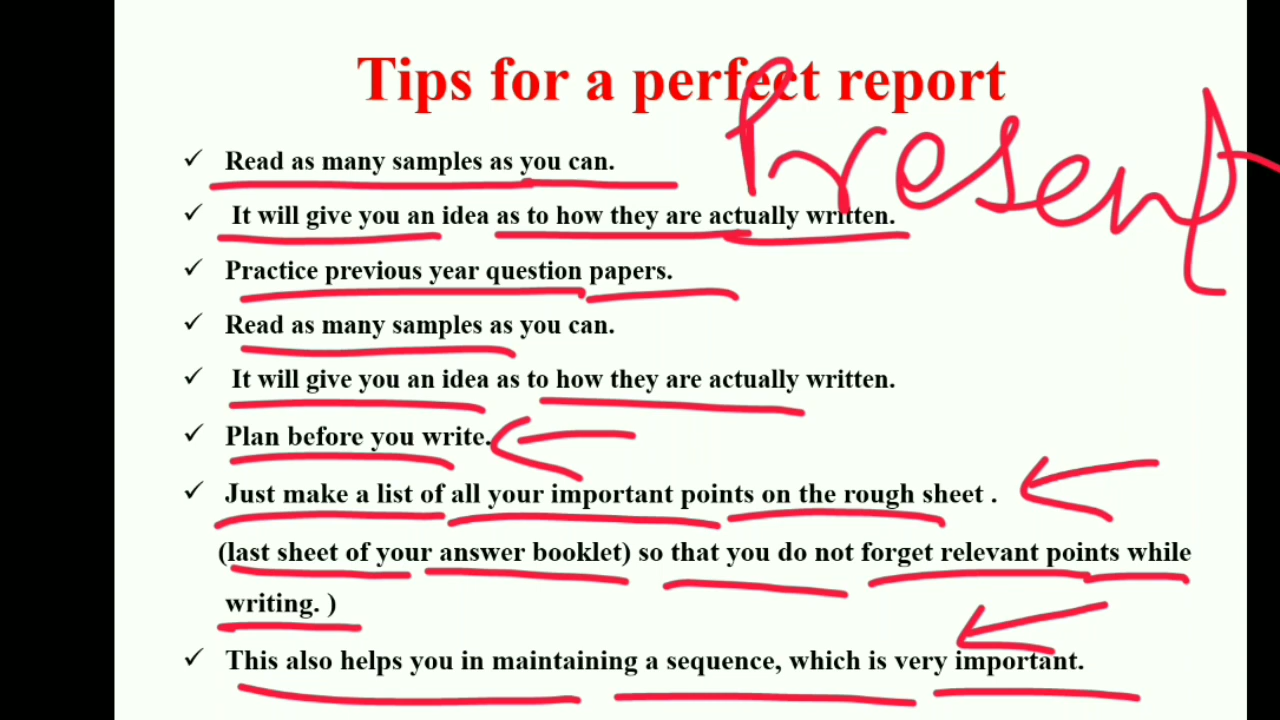 Tips for a perfect report
Present
✓ Read as many samples as you can.
✓ It will give you an idea as to how they are actually written.
✓ Practice previous year question papers.
✓ Read as many samples as you can.
✓ It will give you an idea as to how they are actually written.
✓ Plan before you write.
✓ Just make a list of all your important points on the rough sheet .
(last sheet of your answer booklet) so that you do not forget relevant points while
writing. )
✓ This also helps you in maintaining a sequence, which is very important.